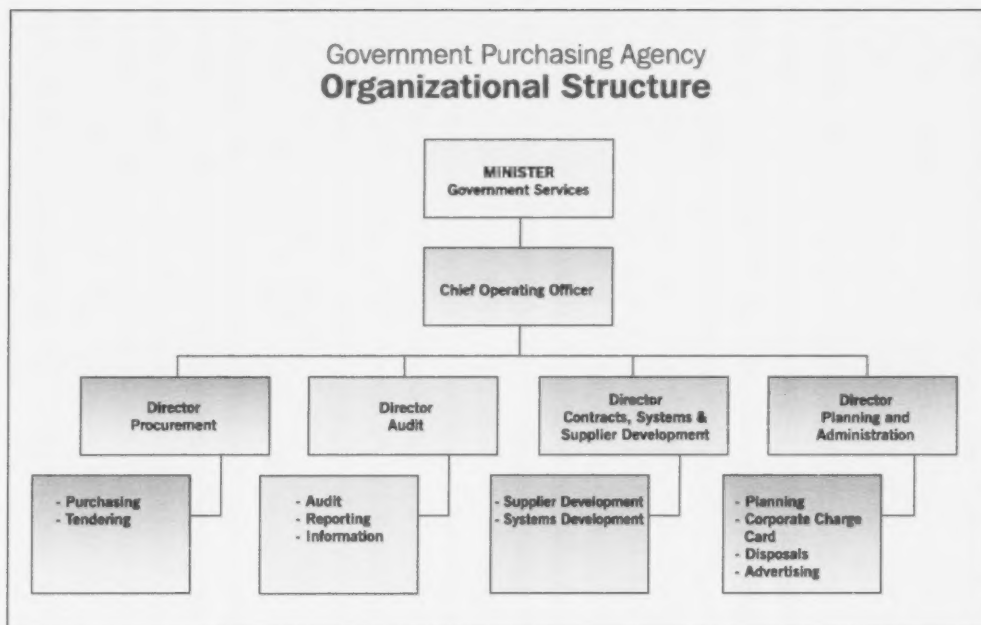 Government Purchasing Agency
Organizational Structure
MINISTER
Government Services
Chief Operating Officer
Director
Procurement
Director
Audit
Director
Contracts, Systems &
Supplier Development
Director
Planning and
Administration
- Purchasing
- Tendering
- Audit
- Reporting
- Information
- Supplier Development
- Systems Development
- Planning
- Corporate Charge
Card
- Disposals
- Advertising